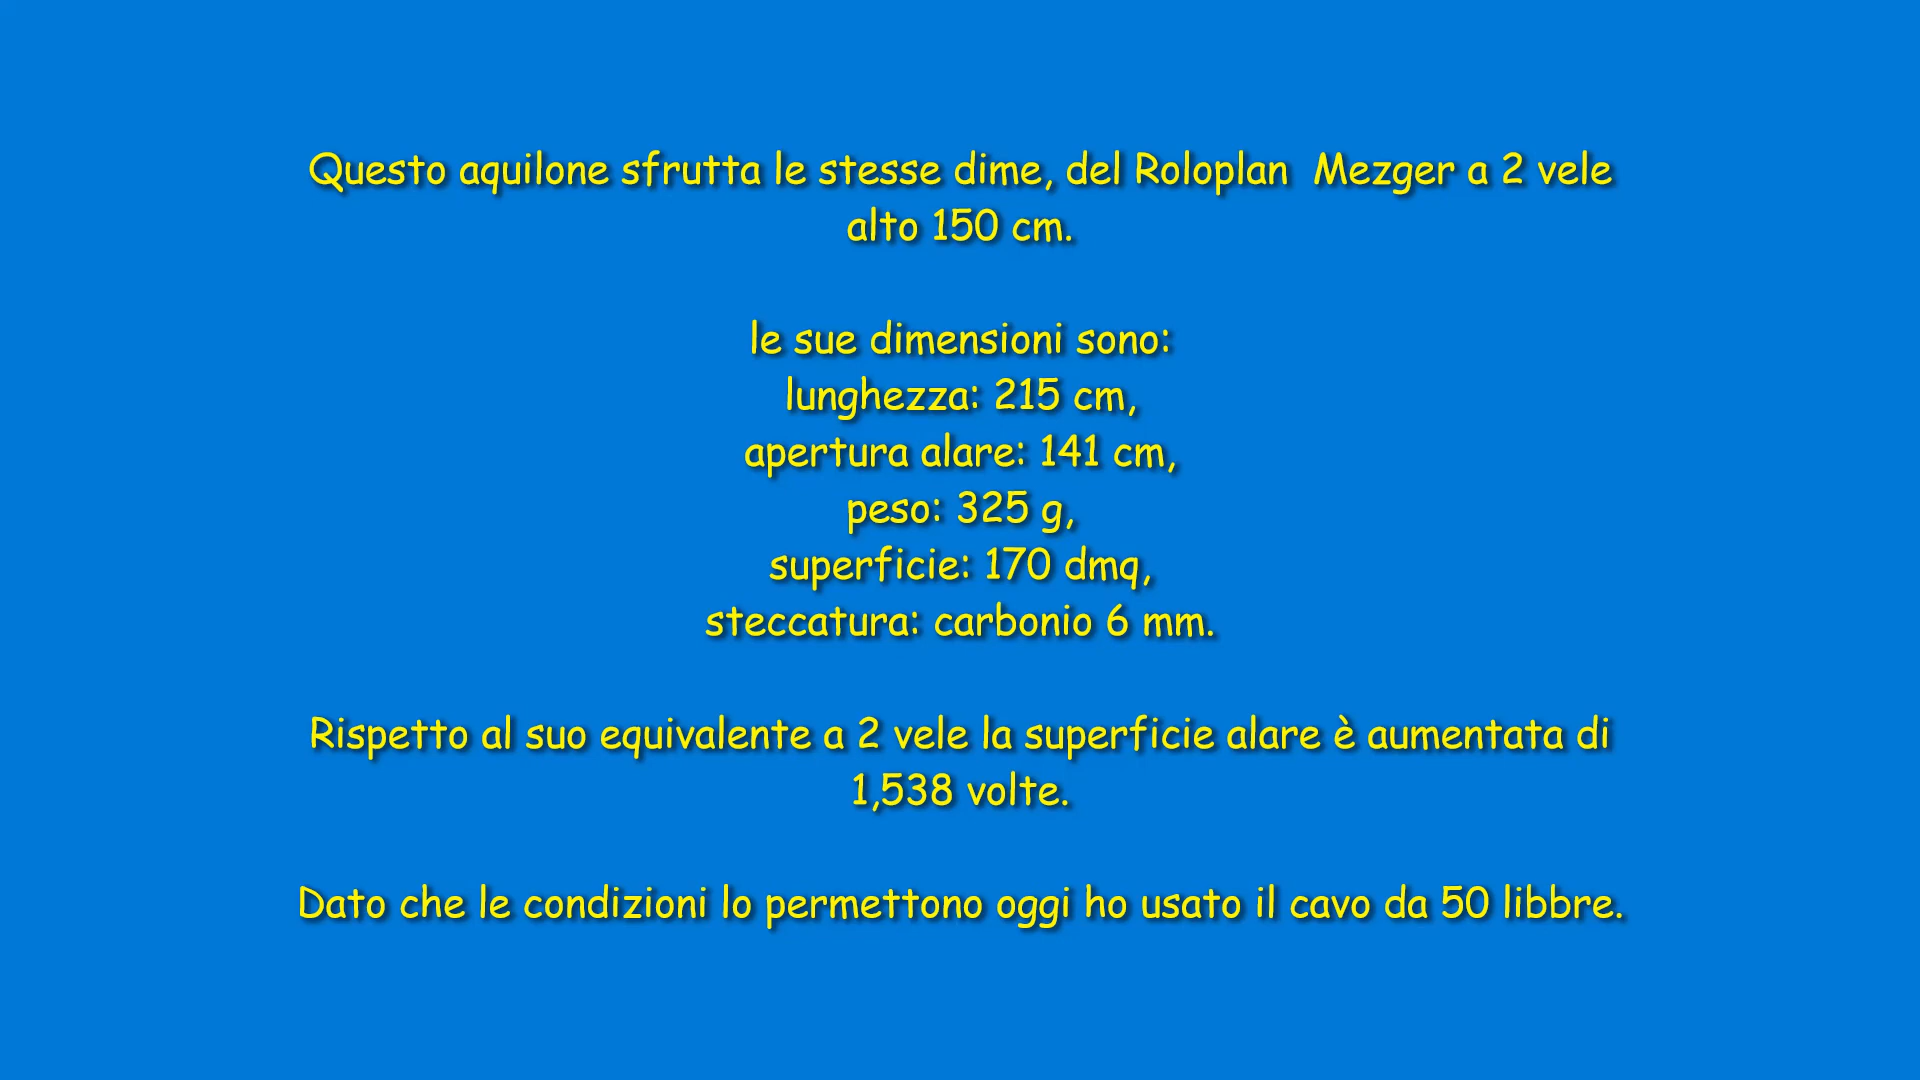 Questo aquilone sfrutta le stesse dime, del Roloplan  Mezger a 2 vele
alto 150 cm.
le sue dimensioni sono:
lunghezza: 215 cm,
apertura alare: 141 cm,
peso: 325 g,
superficie: 170 dmq,
steccatura: carbonio 6 mm.
Rispetto al suo equivalente a 2 vele la superficie alare è aumentata di
1,538 volte.
Dato che le condizioni lo permettono oggi ho usato il cavo da 50 libbre.